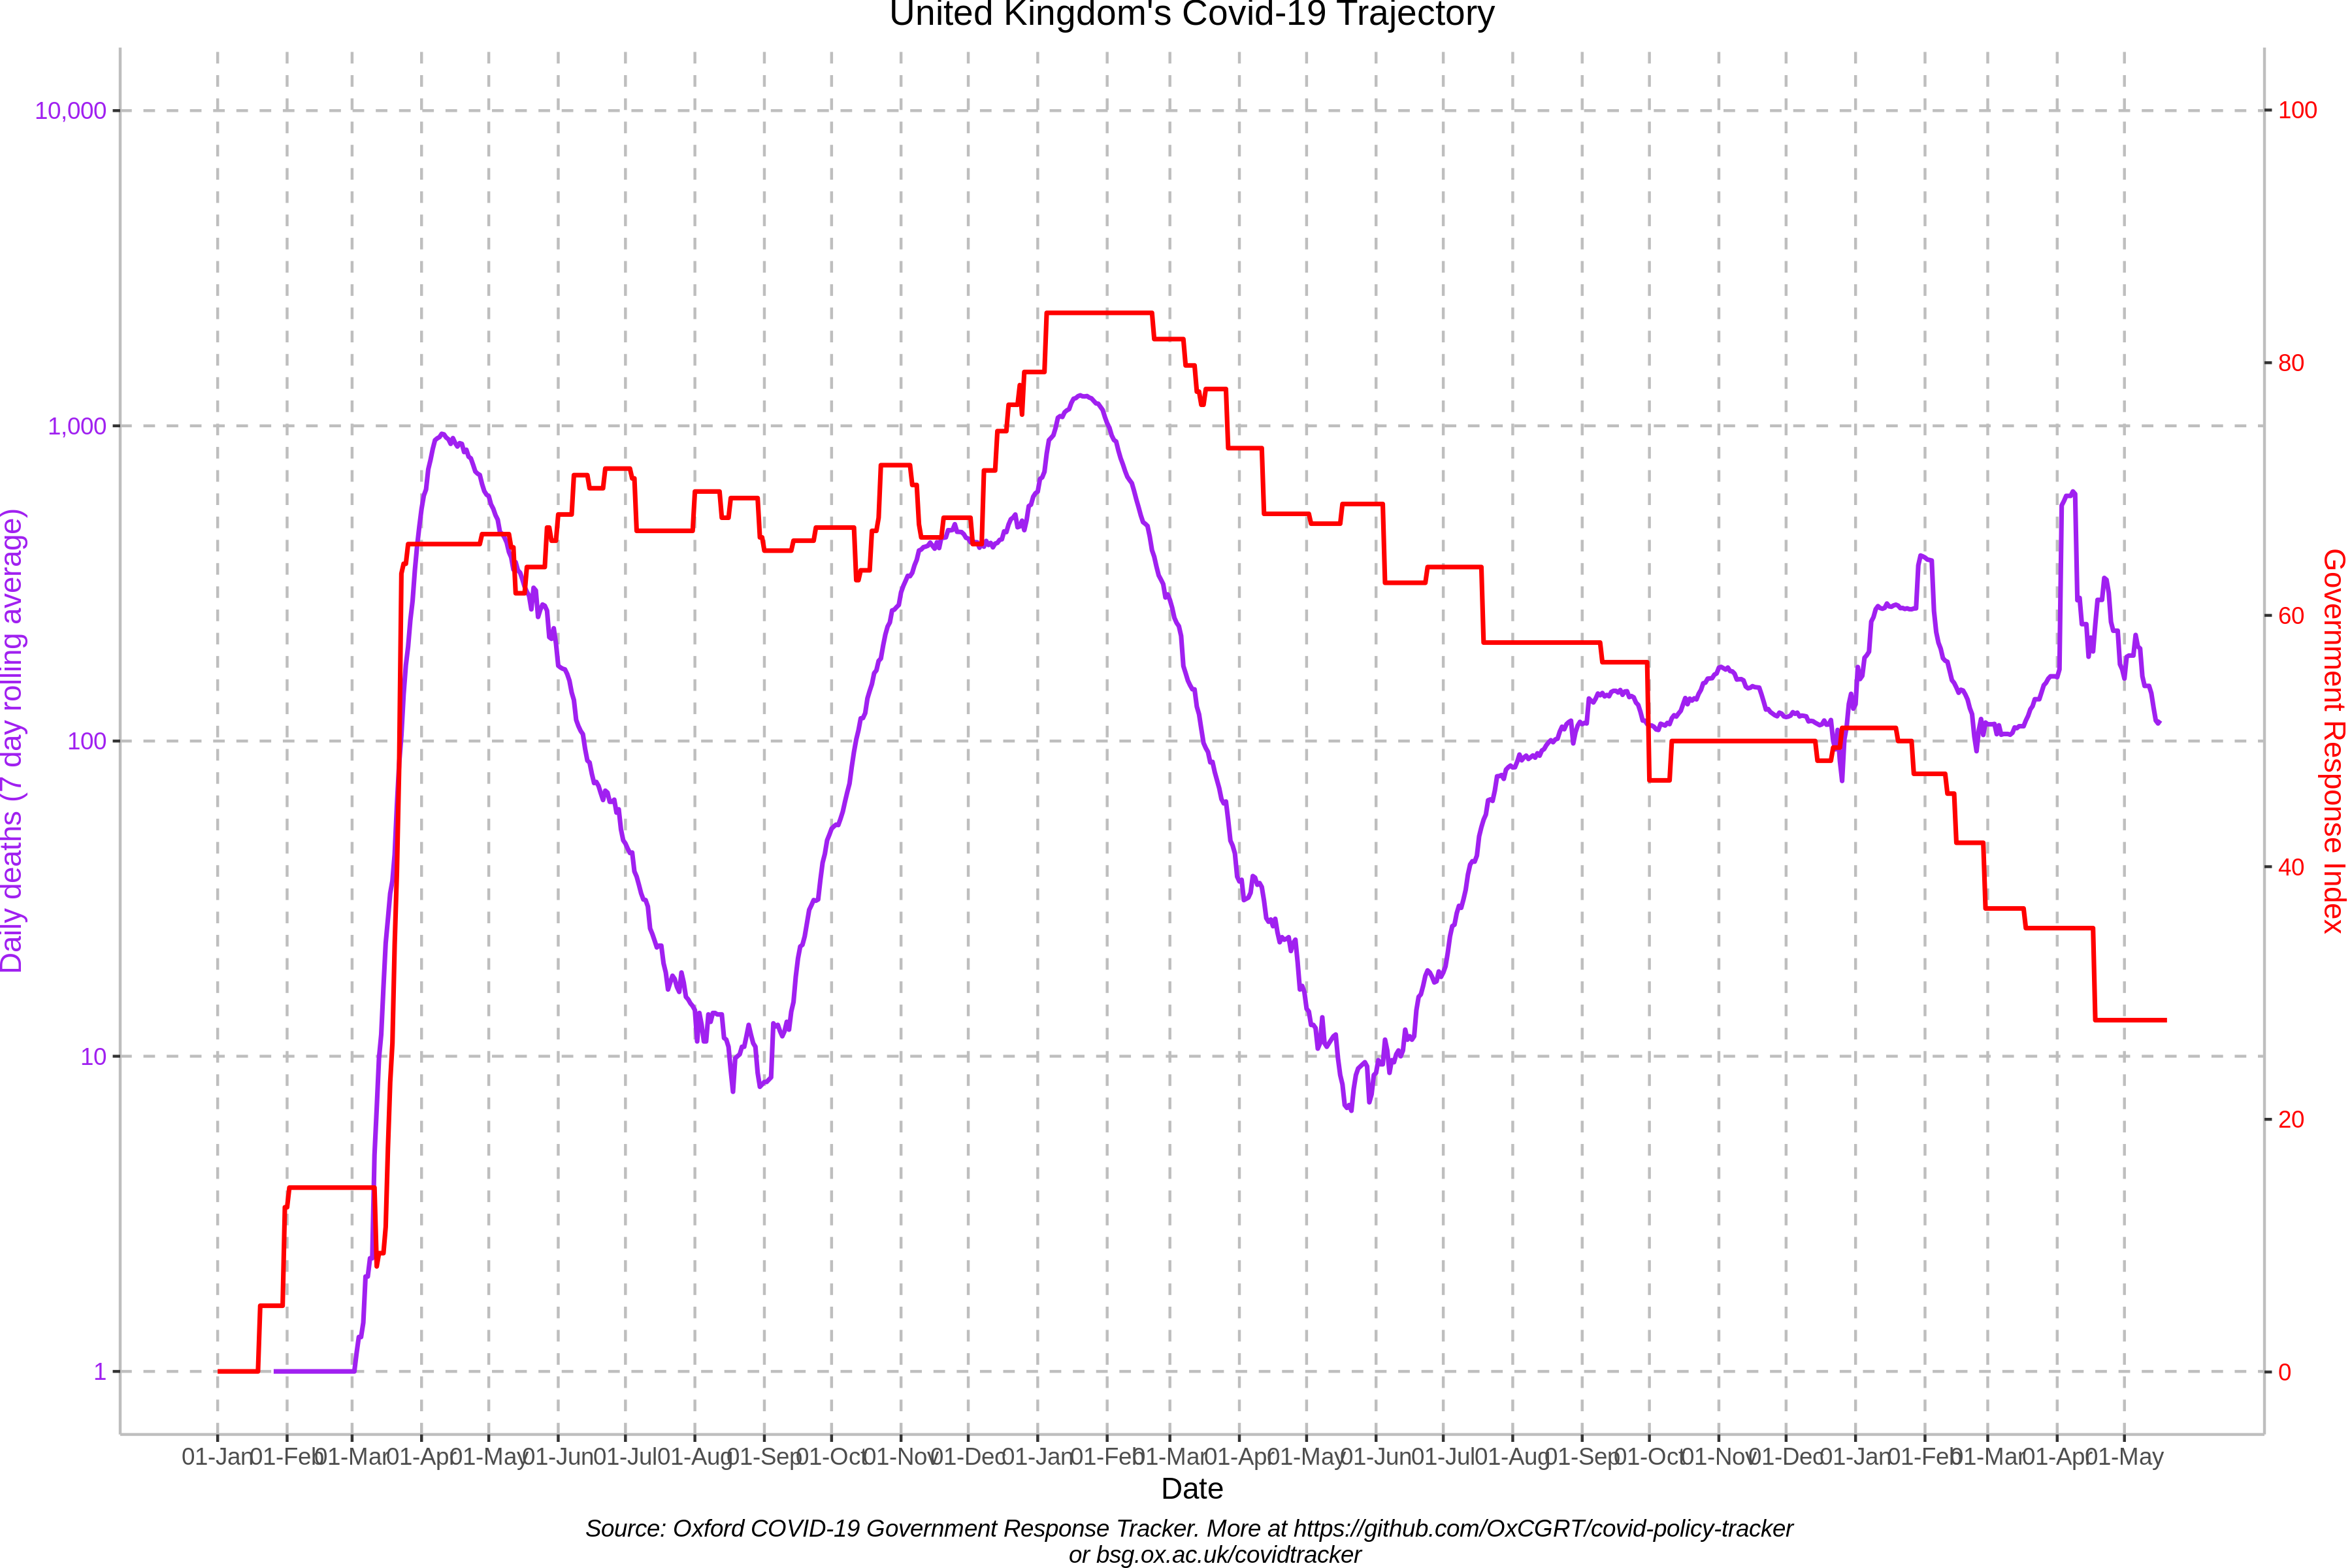 United Kingdom's Covid-19 Trajectory
10,000
1,000
100
10
1
Daily deaths (7 day rolling average)
100
80
60
40
20
0
Government Response Index
01-Jan 01-Feb 01-Mar 01-Apr 01-May 01-Jun 01-Jul 01-Aug 01-Sep 01-Oct 01-Nov 01-Dec 01-Jan 01-Feb 01-Mar 01-Apr 01-May 01-Jun 01-Jul 01-Aug 01-Sep 01-Oct 01-Nov 01-Dec 01-Jan 01-Feb 01-Mar 01-Apr 01-May
Date
Source: Oxford COVID-19 Government Response Tracker. More at https://github.com/OxCGRT/covid-policy-tracker
or bsg.ox.ac.uk/covidtracker